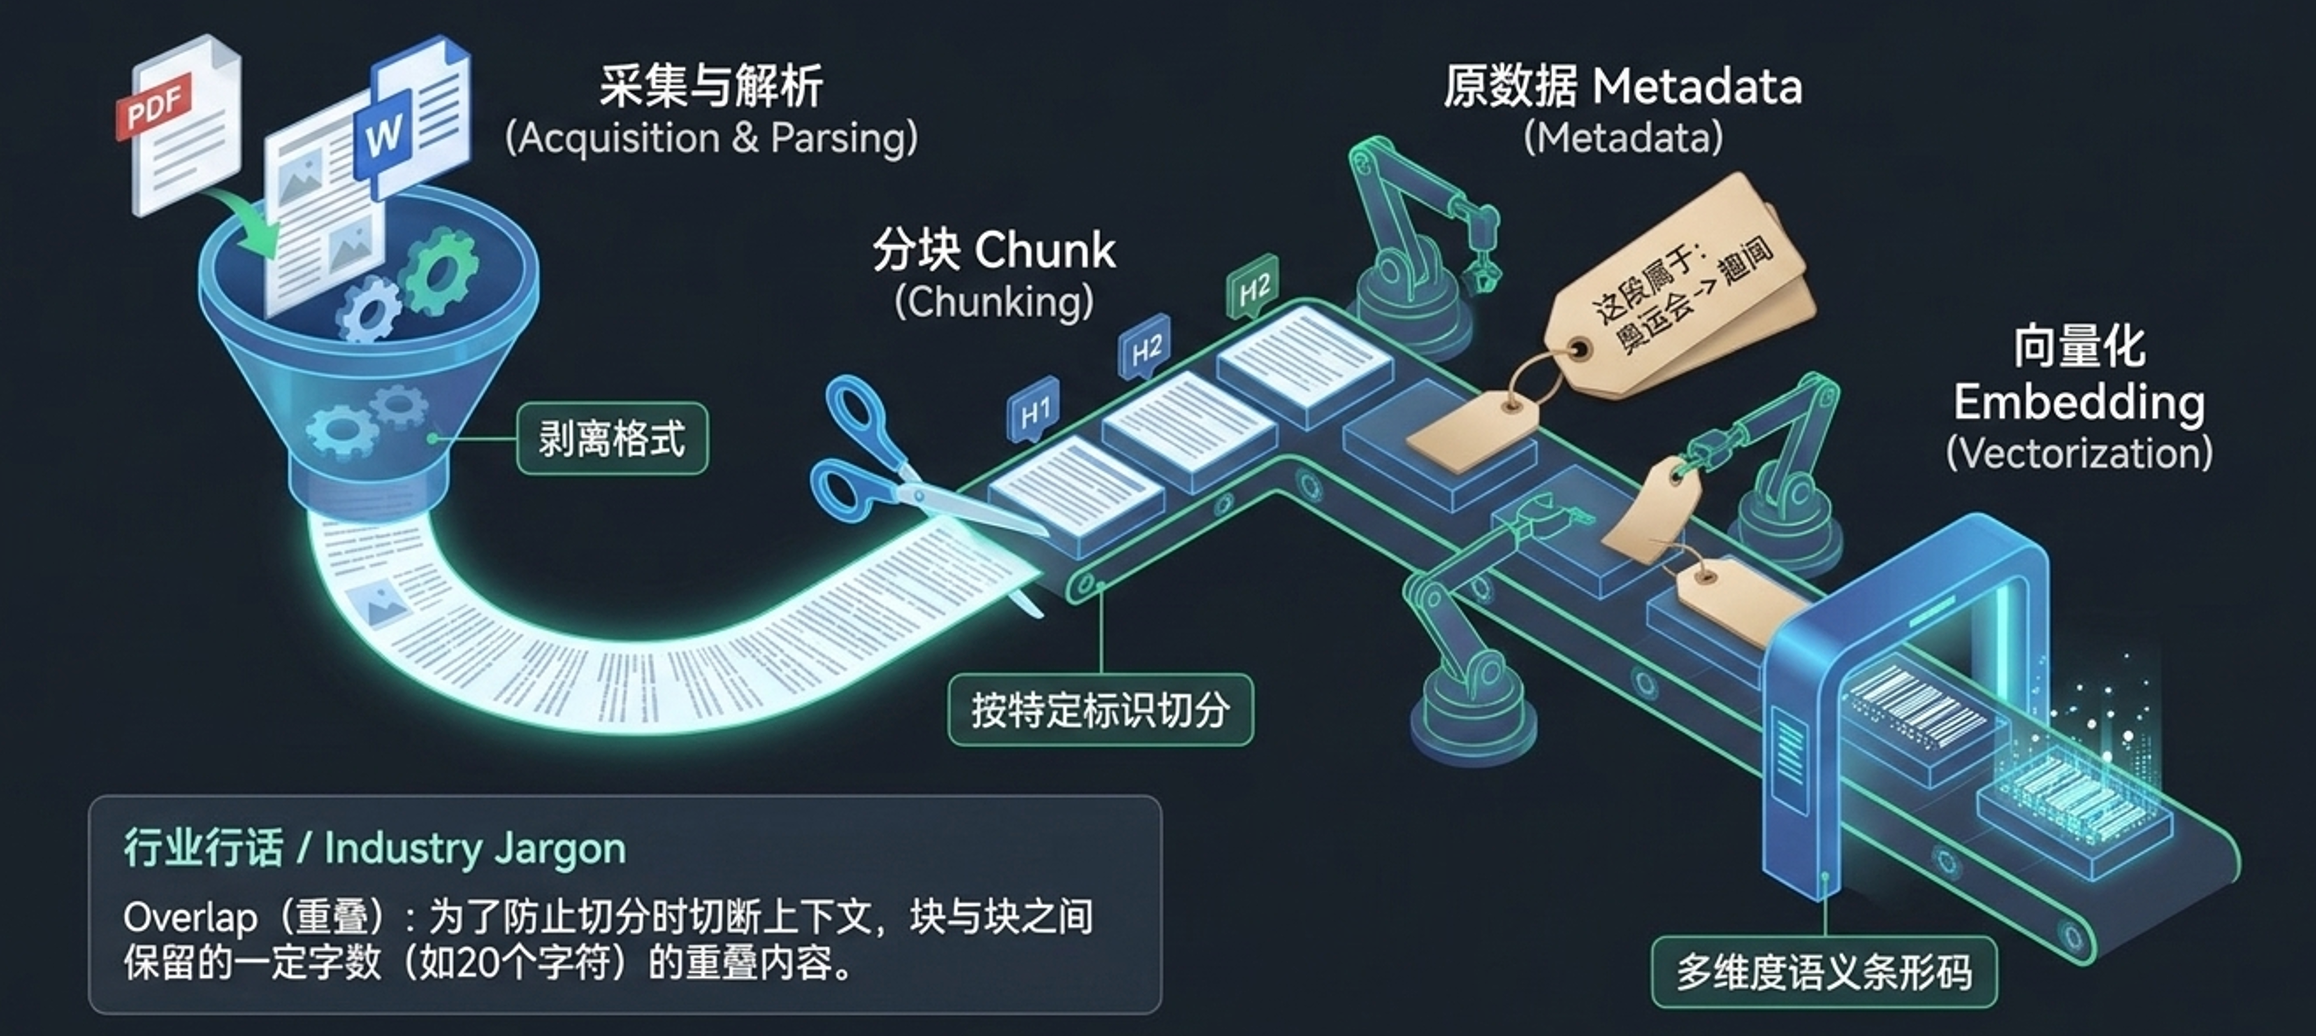 PDF
W
采集与解析
(Acquisition & Parsing)
剥离格式
分块 Chunk
(Chunking)
H1
H2
H2
按特定标识切分
原数据 Metadata
(Metadata)
这段属于：
奥运会->趣闻
向量化
Embedding
(Vectorization)
多维度语义条形码
行业行话 / Industry Jargon
Overlap（重叠）: 为了防止切分时切断上下文，块与块之间
保留的一定字数（如20个字符）的重叠内容。